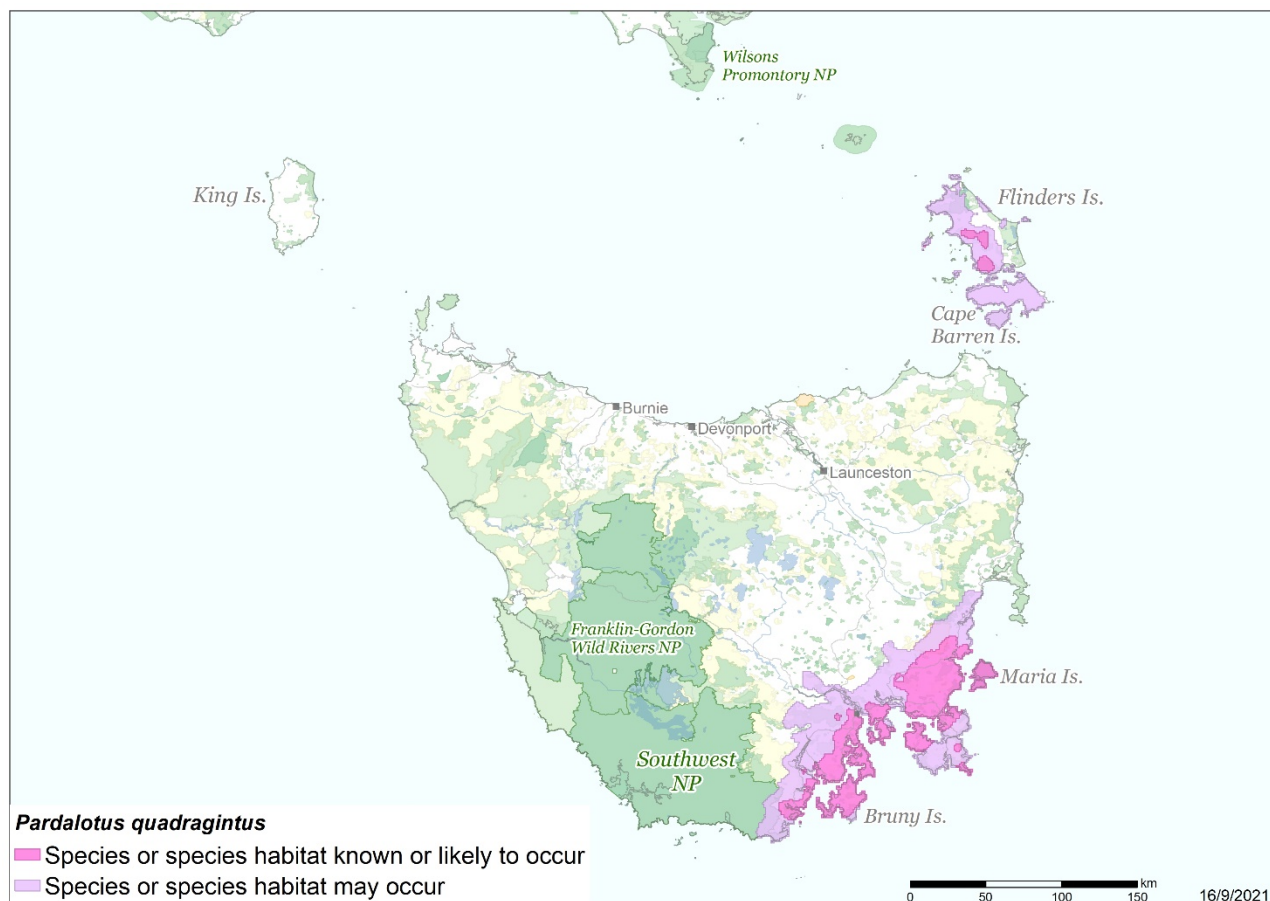 Wilsons
Promontory NP
King Is.
Flinders Is.
Cape
Barren Is.
Burnie
Devonport
Launceston
Franklin-Gordon
Wild Rivers NP
Maria Is.
Southwest
NP
Bruny Is.
Pardalotus quadragintus
Species or species habitat known or likely to occur
Species or species habitat may occur
km
0 50 100 150
16/9/2021